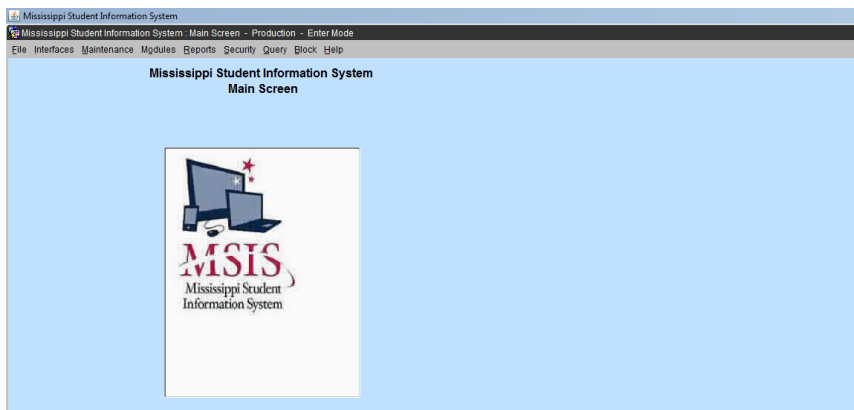 Mississippi Student Information System
Mississippi Student Information System : Main Screen - Production - Enter Mode
File Interfaces Maintenance Modules Reports Security Query Block Help
Mississippi Student Information System
Main Screen
MSIS
Mississippi Student
Information System